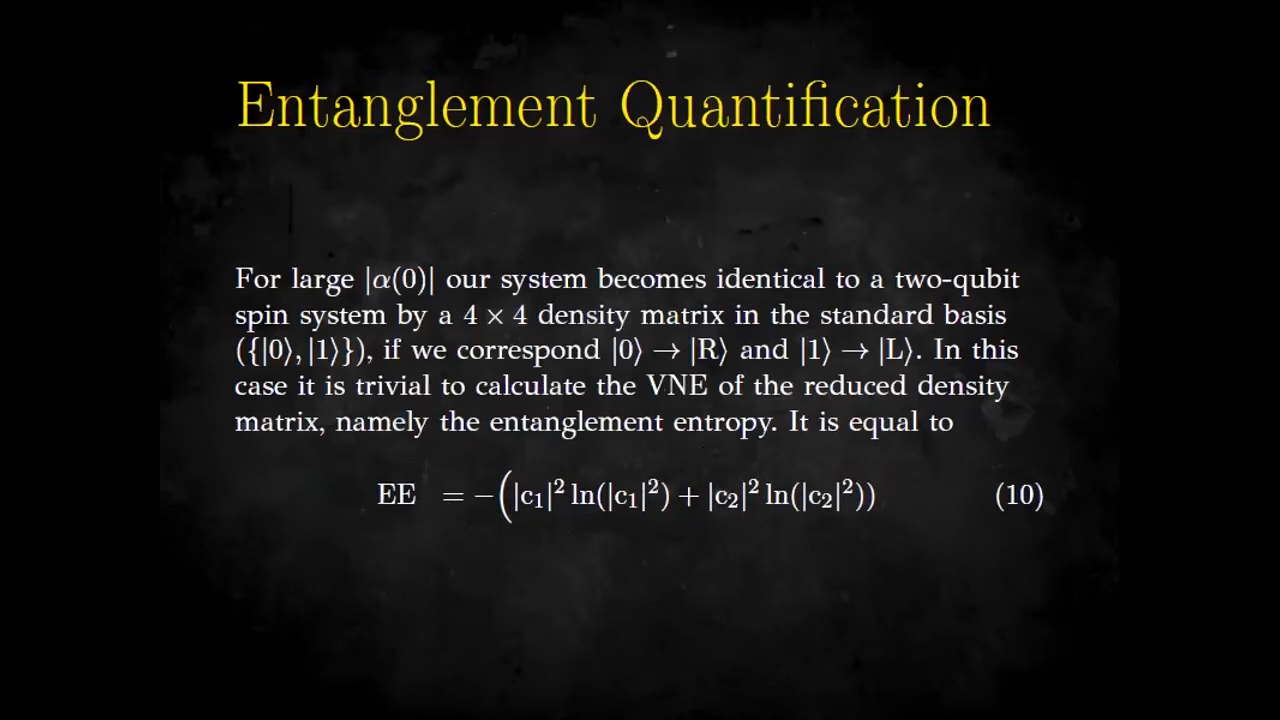 Entanglement Quantification
For large |α(0)| our system becomes identical to a two-qubit
spin system by a 4 × 4 density matrix in the standard basis
({|0⟩, |1⟩}), if we correspond |0⟩ → |R⟩ and |1⟩ → |L⟩. In this
case it is trivial to calculate the VNE of the reduced density
matrix, namely the entanglement entropy. It is equal to
EE = −(|c₁|² ln(|c₁|²) + |c₂|² ln(|c₂|²)) (10)